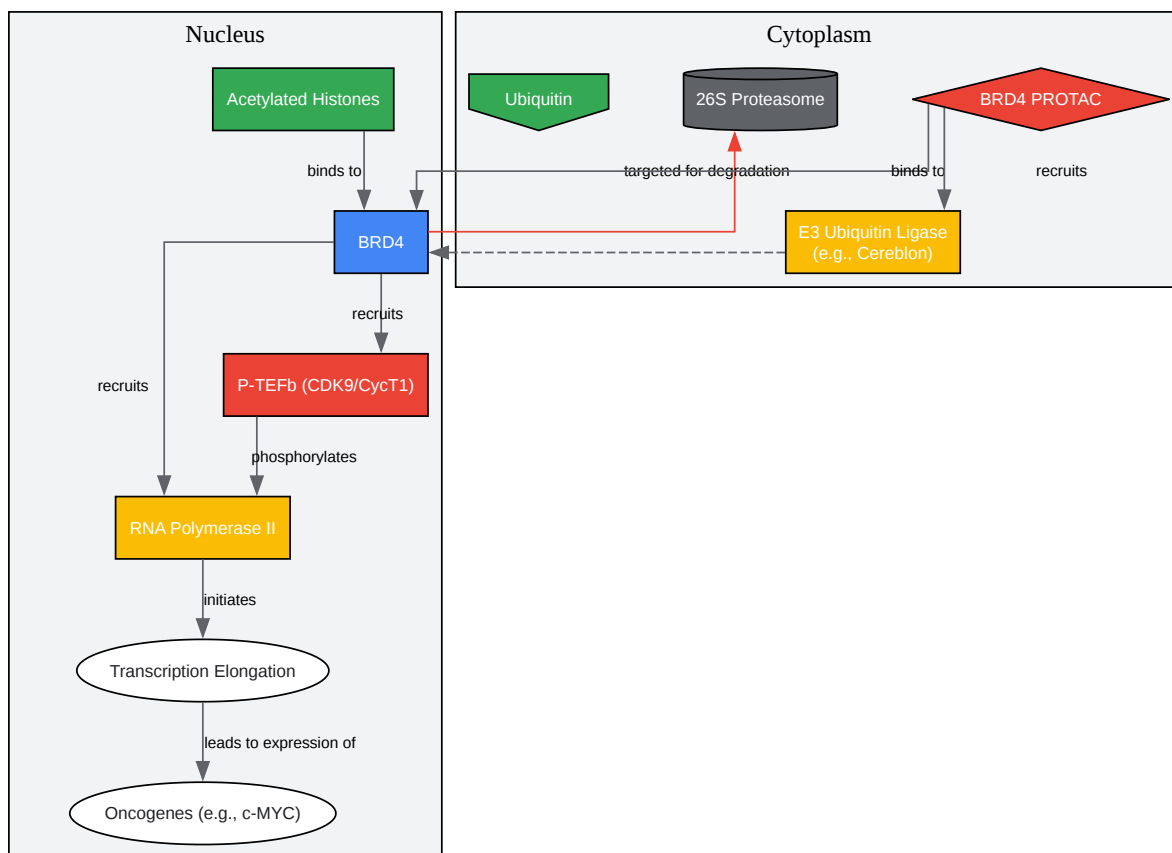 Nucleus
Cytoplasm
Acetylated Histones
Ubiquitin
26S Proteasome
BRD4 PROTAC
binds to
targeted for degradation
binds to
recruits
BRD4
E3 Ubiquitin Ligase
(e.g., Cereblon)
recruits
recruits
P-TEFb (CDK9/CycT1)
phosphorylates
RNA Polymerase II
initiates
Transcription Elongation
leads to expression of
Oncogenes (e.g., c-MYC)